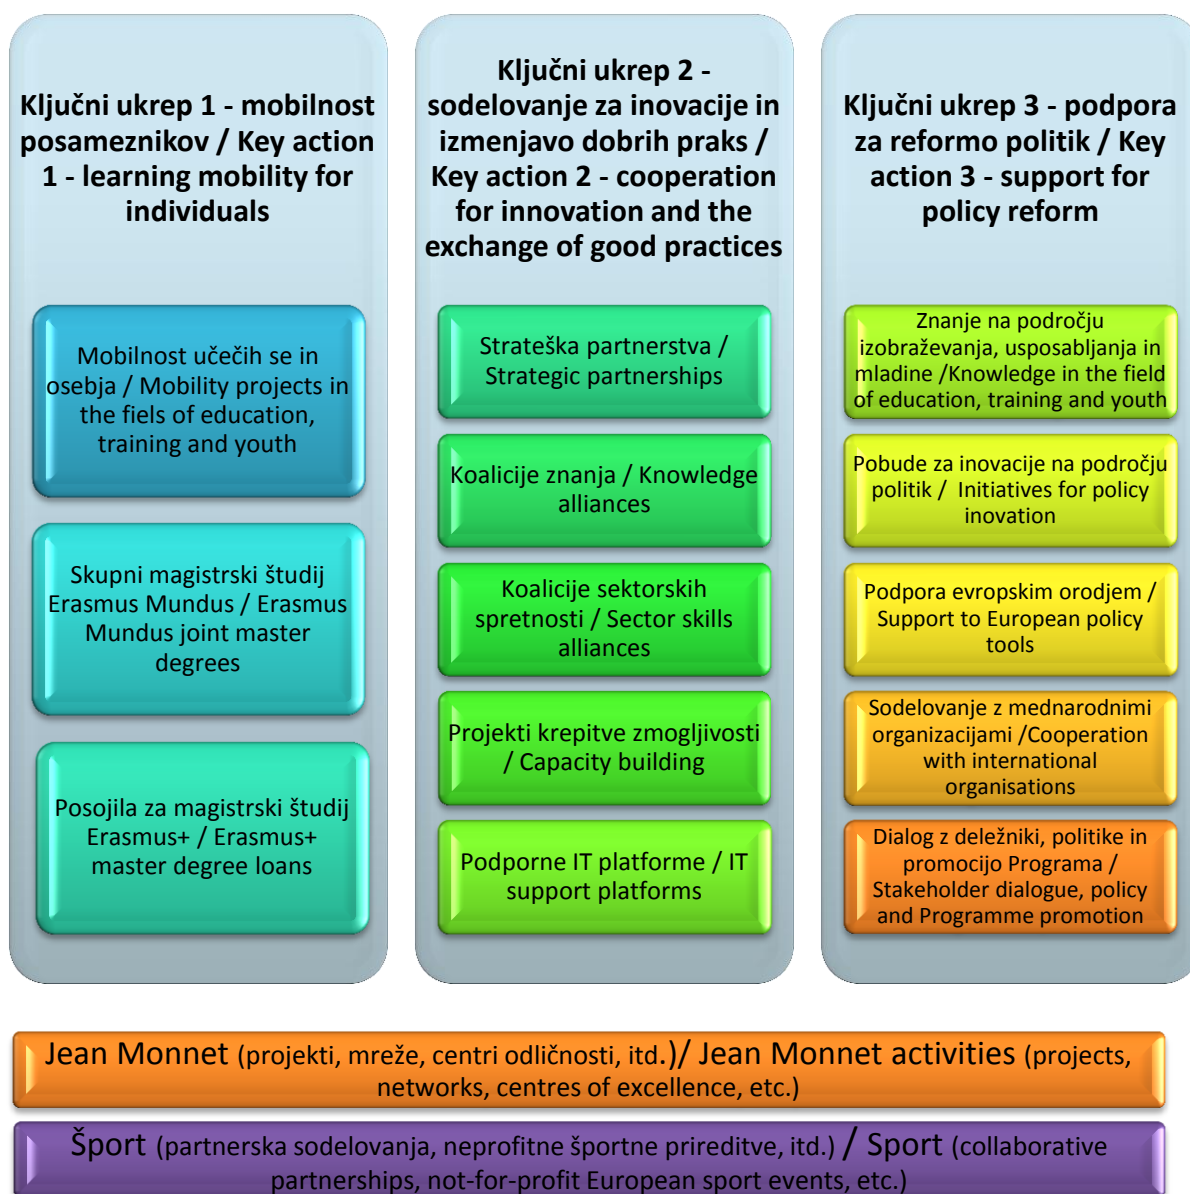 Ključni ukrep 1 - mobilnost
posameznikov / Key action
1 - learning mobility for
individuals
Mobilnost učečih se in
osebja / Mobility projects in
the fiels of education,
training and youth
Skupni magistrski študij
Erasmus Mundus / Erasmus
Mundus joint master
degrees
Posojila za magistrski študij
Erasmus+ / Erasmus+
master degree loans
Ključni ukrep 2 -
sodelovanje za inovacije in
izmenjavo dobrih praks /
Key action 2 - cooperation
for innovation and the
exchange of good practices
Strateška partnerstva /
Strategic partnerships
Koalicije znanja / Knowledge
alliances
Koalicije sektorskih
spretnosti / Sector skills
alliances
Projekti krepitve zmogljivosti
/ Capacity building
Podporne IT platforme / IT
support platforms
Ključni ukrep 3 - podpora
za reformo politik / Key
action 3 - support for
policy reform
Znanje na področju
izobraževanja, usposabljanja in
mladine /Knowledge in the field
of education, training and youth
Pobude za inovacije na področju
politik /  Initiatives for policy
inovation
Podpora evropskim orodjem /
Support to European policy
tools
Sodelovanje z mednarodnimi
organizacijami /Cooperation
with international
organisations
Dialog z deležniki, politike in
promocijo Programa /
Stakeholder dialogue, policy
and Programme promotion
Jean Monnet (projekti, mreže, centri odličnosti, itd.)/ Jean Monnet activities (projects,
networks, centres of excellence, etc.)
Šport (partnerska sodelovanja, neprofitne športne prireditve, itd.) / Sport (collaborative
partnerships, not-for-profit European sport events, etc.)